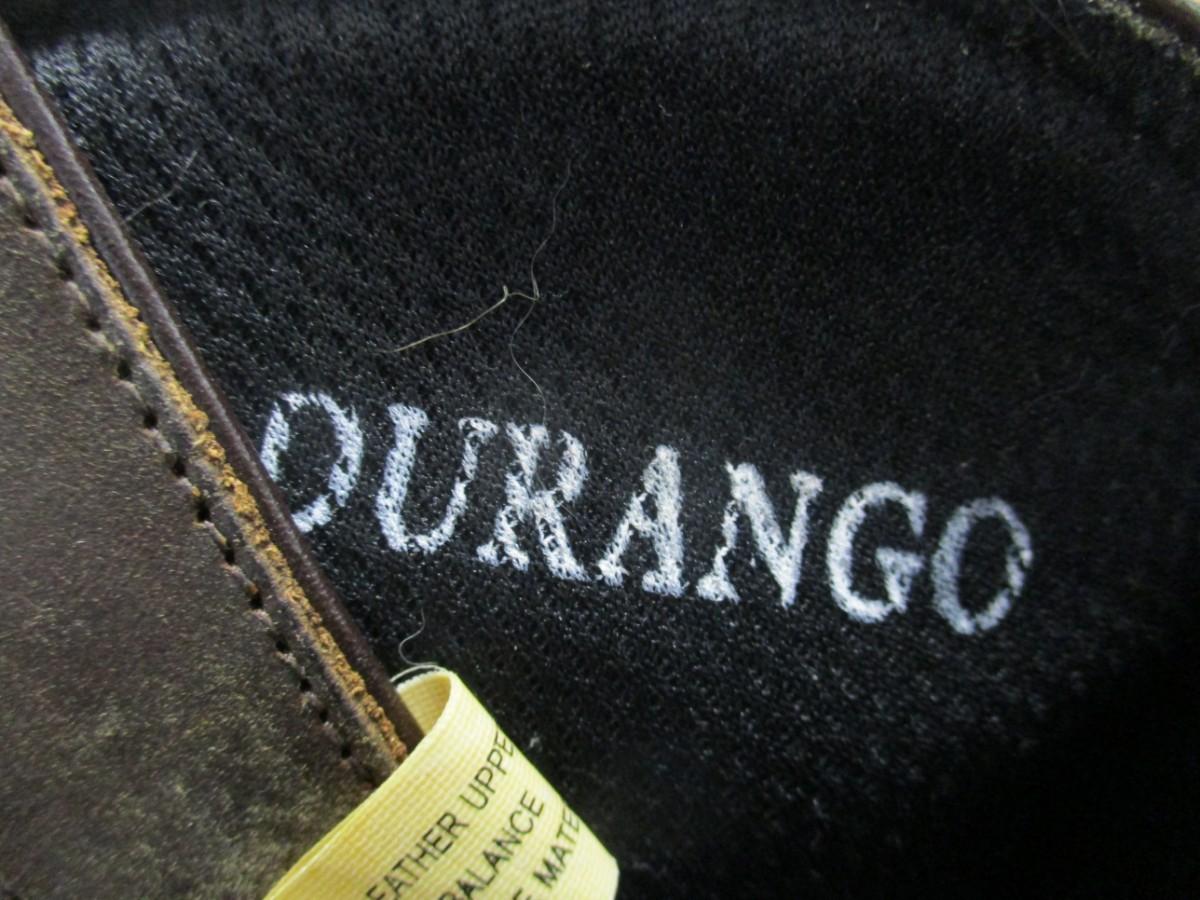 DURANGO
EATHER UPPE
BALANCE
E MATE